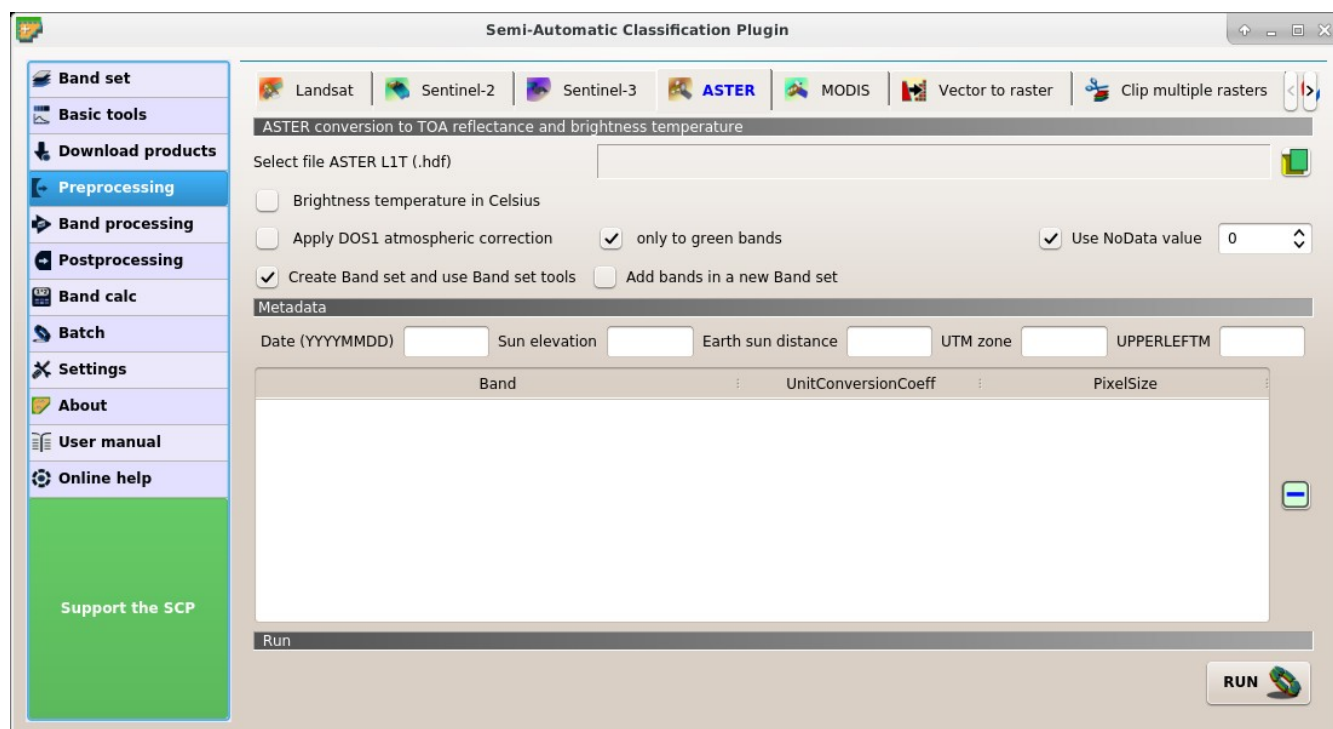 Semi-Automatic Classification Plugin
Band set
Basic tools
Download products
Preprocessing
Band processing
Postprocessing
Band calc
Batch
Settings
About
User manual
Online help
Support the SCP
Landsat Sentinel-2 Sentinel-3 ASTER MODIS Vector to raster Clip multiple rasters
ASTER conversion to TOA reflectance and brightness temperature
Select file ASTER L1T (.hdf)
Brightness temperature in Celsius
Apply DOS1 atmospheric correction only to green bands Use NoData value 0
Create Band set and use Band set tools Add bands in a new Band set
Metadata
Date (YYYYMMDD) Sun elevation Earth sun distance UTM zone UPPERLEFTM
Band UnitConversionCoeff PixelSize
Run
RUN